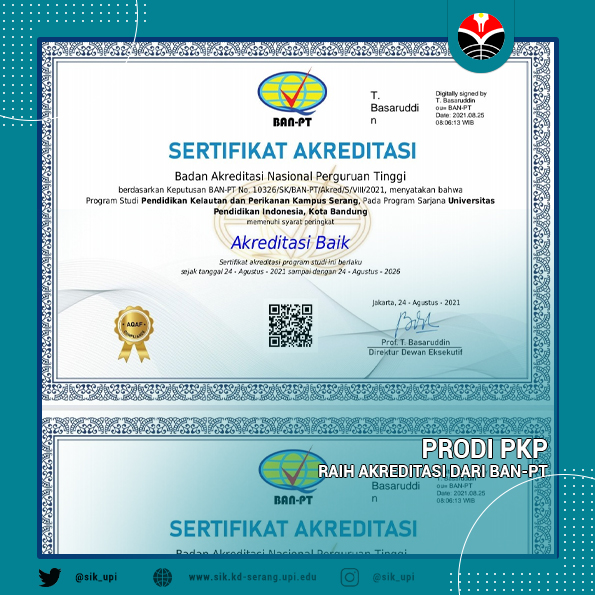 BAN-PT
T.
Basaruddi
n
Digitally signed by
T. Basaruddin
DN: BAN-PT
Date: 2021.08.25
08:06:13 WIB
SERTIFIKAT AKREDITASI
Badan Akreditasi Nasional Perguruan Tinggi
berdasarkan Keputusan BAN-PT No. 10326/SK/BAN-PT/Akred/S/VIII/2021, menyatakan bahwa
Program Studi Pendidikan Kelautan dan Perikanan Kampus Serang, Pada Program Sarjana Universitas
Pendidikan Indonesia, Kota Bandung
memenuhi syarat peringkat
Akreditasi Baik
Sertifikat akreditasi program studi ini berlaku
sejak tanggal 24 - Agustus - 2021 sampai dengan 24 - Agustus - 2026
Jakarta, 24 - Agustus - 2021
AQAF
Prof. T. Basaruddin
Direktur Dewan Eksekutif
PRODI PKP
RAIH AKREDITASI DARI BAN-PT
BAN-PT
Basaruddi
n
T. Basaruddin
DN: BAN-PT
Date: 2021.08.25
08:06:13 WIB
SERTIFIKAT AKREDITASI
Badan Akreditasi Nasional Perguruan Tinggi
@sik_upi
www.sik.kd-serang.upi.edu
@sik_upi